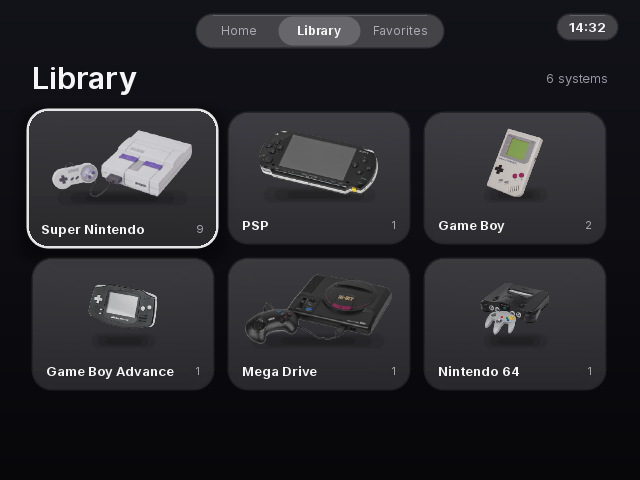 Home
Library
Favorites
14:32
Library
6 systems
Super Nintendo
9
PSP
1
Game Boy
2
Game Boy Advance
1
Mega Drive
1
Nintendo 64
1